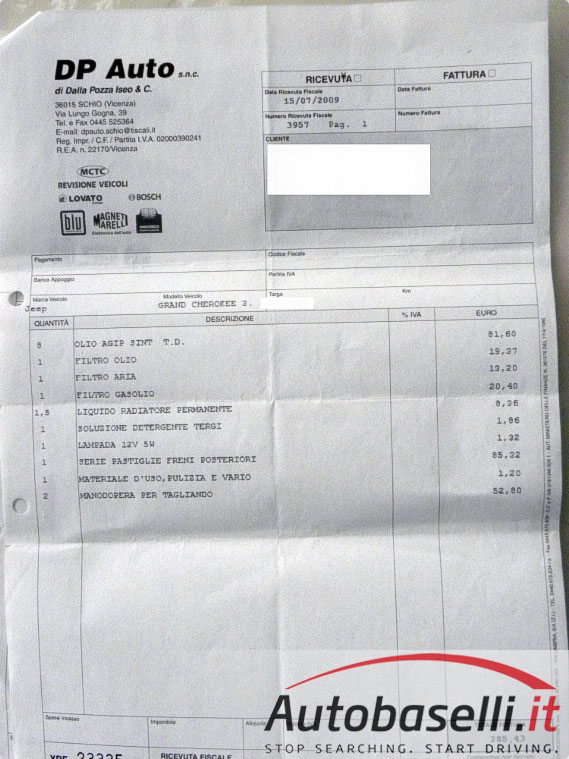 DP Auto s.n.c.
di Dalla Pozza Iseo & C.
36015 SCHIO (Vicenza)
Via Lungo Gogna, 39
Tel. e Fax 0445 525364
E-mail: dpauto.schio@tiscali.it
Reg. Impr. / C.F. / Partita I.V.A. 02000390241
R.E.A. n. 22170/Vicenza
MCTC
REVISIONE VEICOLI
LOVATO BOSCH
blu MAGNETI MARELLI
RICEVUTA FATTURA
Data Ricevuta Fiscale Data Fattura
15/07/2009
Numero Ricevuta Fiscale Numero Fattura
3957 Pag. 1
CLIENTE
Pagamento Codice Fiscale
Banco Appoggio Partita IVA
Marca Veicolo Modello Veicolo Targa Km
Jeep GRAND CHEROKEE 3.
QUANTITÀ DESCRIZIONE % IVA EURO
8 OLIO AGIP SINT T.D. 81,60
1 FILTRO OLIO 19,37
1 FILTRO ARIA 13,20
1 FILTRO GASOLIO 20,40
1,5 LIQUIDO RADIATORE PERMANENTE 8,36
1 SOLUZIONE DETERGENTE TERGI 1,86
1 LAMPADA 12V 5W 1,32
1 SERIE PASTIGLIE FRENI POSTERIORI 85,32
1 MATERIALE D'USO,PULIZIA E VARIO 1,20
2 MANODOPERA PER TAGLIANDO 52,80
Spese incasso Imponibile Aliquota
285,43
RICEVUTA FISCALE
Autobaselli.it
STOP SEARCHING. START DRIVING.